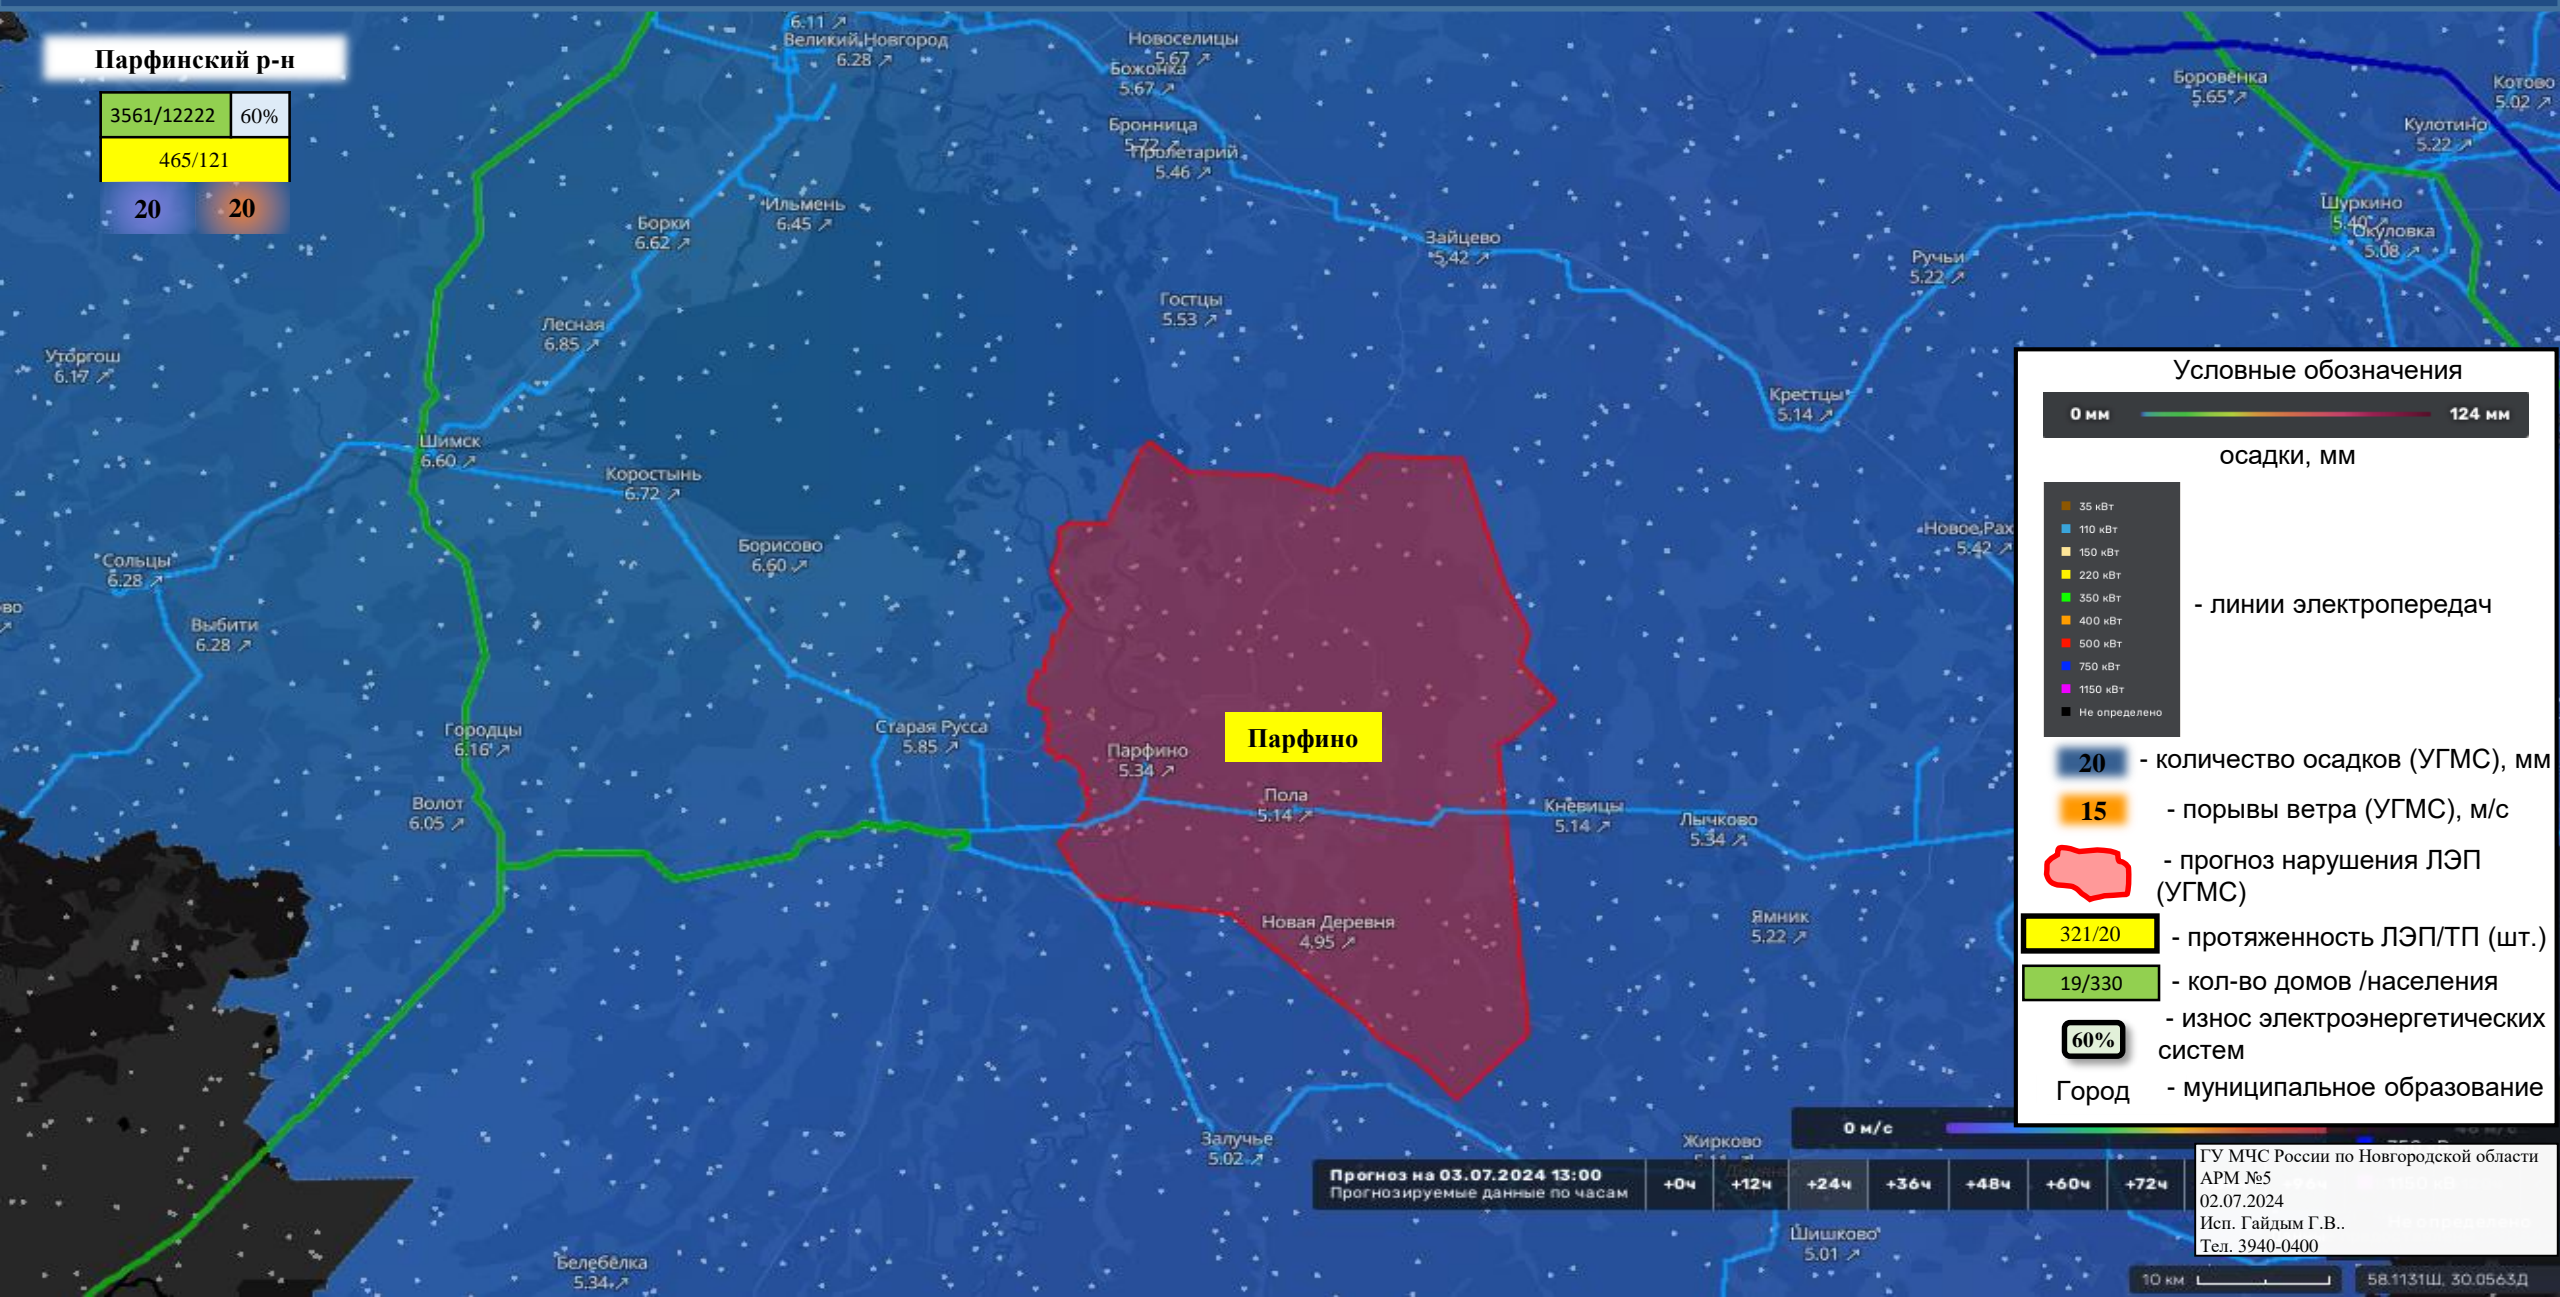 Парфинский р-н
3561/12222 60%
465/121
20 20
6.11 ↗
Великий Новгород
6.28 ↗
Новоселицы
5.67 ↗
Божонка
5.67 ↗
Бронница
5.72 ↗
Пролетарий
5.46 ↗
Боровёнка
5.65 ↗
Котово
5.02 ↗
Кулотино
5.22 ↗
Шуркино
5.40 ↗
Окуловка
5.08 ↗
Ильмень
6.45 ↗
Борки
6.62 ↗
Зайцево
5.42 ↗
Ручьи
5.22 ↗
Гостцы
5.53 ↗
Лесная
6.85 ↗
Уторгош
6.17 ↗
Крестцы
5.14 ↗
Шимск
6.60 ↗
Коростынь
6.72 ↗
Борисово
6.60 ↗
Новое Рах
5.42 ↗
Сольцы
6.28 ↗
во
Выбити
6.28 ↗
Городцы
6.16 ↗
Старая Русса
5.85 ↗
Парфино
5.34 ↗
Парфино
Пола
5.14 ↗
Волот
6.05 ↗
Кневицы
5.14 ↗
Лычково
5.34 ↗
Новая Деревня
4.95 ↗
Ямник
5.22 ↗
Залучье
5.02 ↗
Жирково
Шишково
5.01 ↗
Белебёлка
5.34 ↗
Условные обозначения
0 мм 124 мм
осадки, мм
35 кВт
110 кВт
150 кВт
220 кВт
350 кВт
400 кВт
500 кВт
750 кВт
1150 кВт
Не определено
- линии электропередач
20 - количество осадков (УГМС), мм
15 - порывы ветра (УГМС), м/с
- прогноз нарушения ЛЭП
(УГМС)
321/20 - протяженность ЛЭП/ТП (шт.)
19/330 - кол-во домов /населения
60% - износ электроэнергетических
систем
Город - муниципальное образование
0 м/с
Прогноз на 03.07.2024 13:00
Прогнозируемые данные по часам
+0ч +12ч +24ч +36ч +48ч +60ч +72ч
ГУ МЧС России по Новгородской области
АРМ №5
02.07.2024
Исп. Гайдым Г.В..
Тел. 3940-0400
10 км
58.1131Ш, 30.0563Д